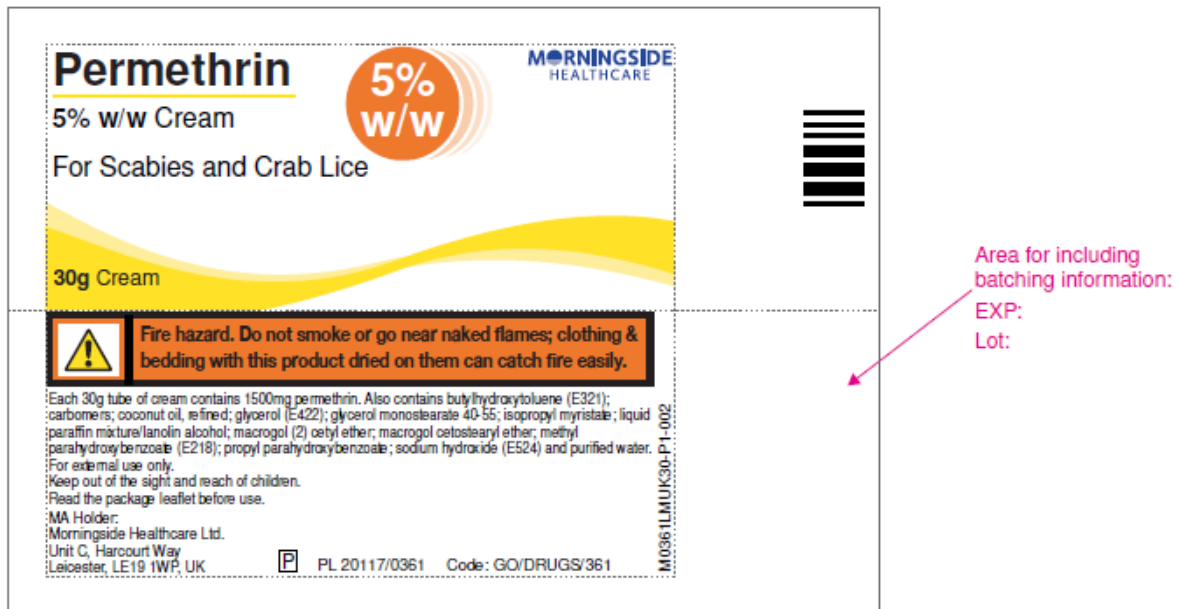 Permethrin
5% w/w Cream
For Scabies and Crab Lice
5%
w/w
MORNINGSIDE
HEALTHCARE
30g Cream
Fire hazard. Do not smoke or go near naked flames; clothing &
bedding with this product dried on them can catch fire easily.
Each 30g tube of cream contains 1500mg permethrin. Also contains butylhydroxytoluene (E321);
carbomers; coconut oil, refined; glycerol (E422); glycerol monostearate 40-55; isopropyl myristate; liquid
paraffin mixture/lanolin alcohol; macrogol (2) cetyl ether; macrogol cetostearyl ether; methyl
parahydroxybenzoate (E218); propyl parahydroxybenzoate; sodium hydroxide (E524) and purified water.
For external use only.
Keep out of the sight and reach of children.
Read the package leaflet before use.
MA Holder:
Morningside Healthcare Ltd.
Unit C, Harcourt Way
Leicester, LE19 1WP, UK
P PL 20117/0361 Code: GO/DRUGS/361
M0361LMUK30-P1-002
Area for including
batching information:
EXP:
Lot: